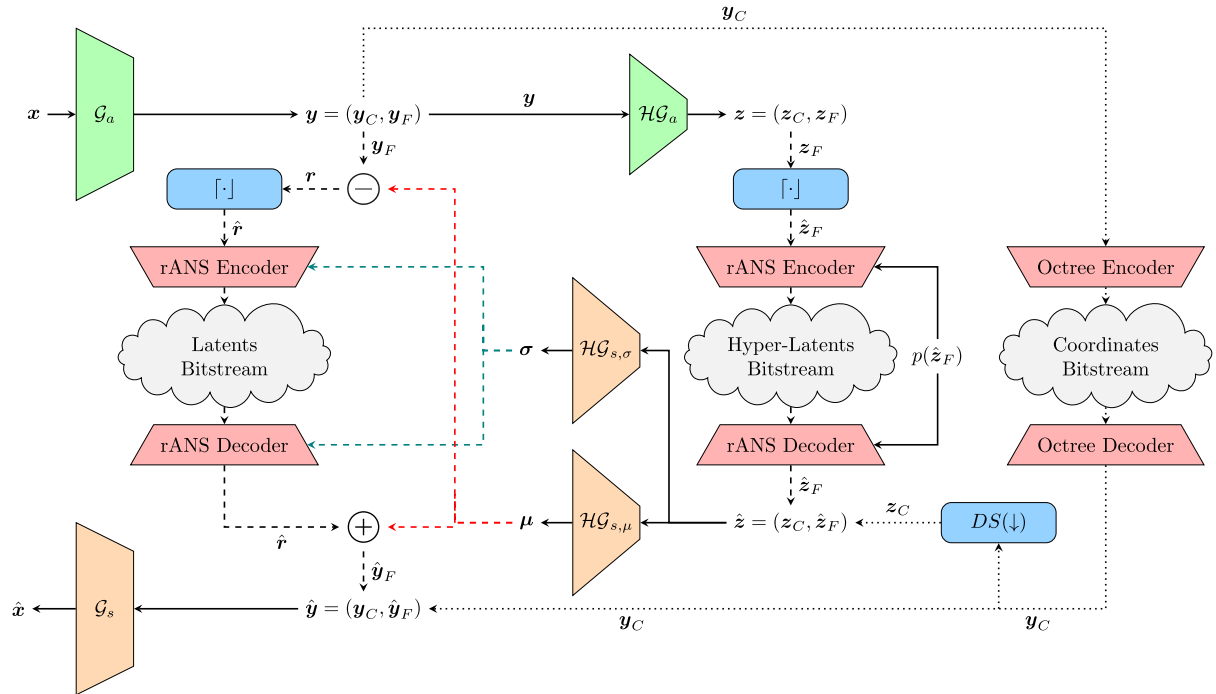 y_C
x
𝒢_a
y = (y_C, y_F)
y
ℋ𝒢_a
z = (z_C, z_F)
y_F
z_F
⌈·⌋
r
−
⌈·⌋
r̂
ẑ_F
rANS Encoder
rANS Encoder
Octree Encoder
Latents
Bitstream
σ
ℋ𝒢_{s,σ}
Hyper-Latents
Bitstream
p(ẑ_F)
Coordinates
Bitstream
rANS Decoder
rANS Decoder
Octree Decoder
ẑ_F
r̂
+
μ
ℋ𝒢_{s,μ}
ẑ = (z_C, ẑ_F)
z_C
DS(↓)
ŷ_F
x̂
𝒢_s
ŷ = (y_C, ŷ_F)
y_C
y_C